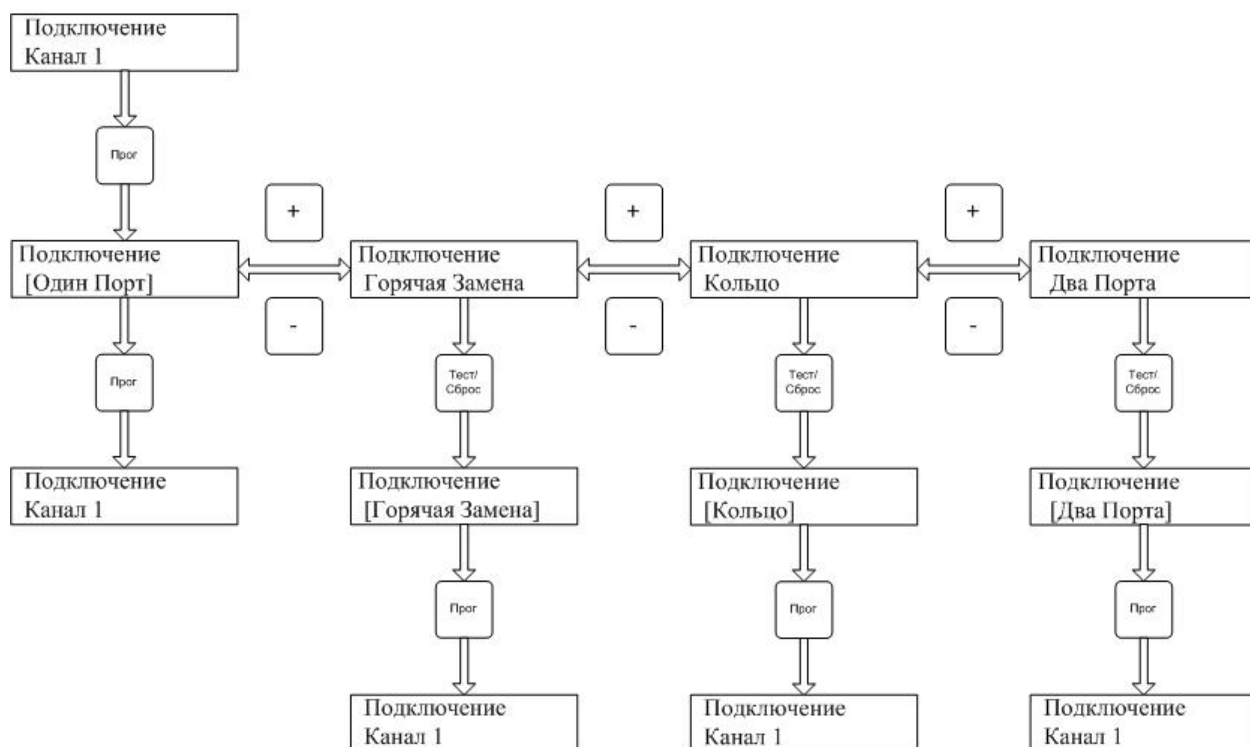 Подключение
Канал 1
Прог
+
+
+
Подключение
[Один Порт]
Подключение
Горячая Замена
Подключение
Кольцо
Подключение
Два Порта
-
-
-
Прог
Тест/
Сброс
Тест/
Сброс
Тест/
Сброс
Подключение
Канал 1
Подключение
[Горячая Замена]
Подключение
[Кольцо]
Подключение
[Два Порта]
Прог
Прог
Прог
Подключение
Канал 1
Подключение
Канал 1
Подключение
Канал 1